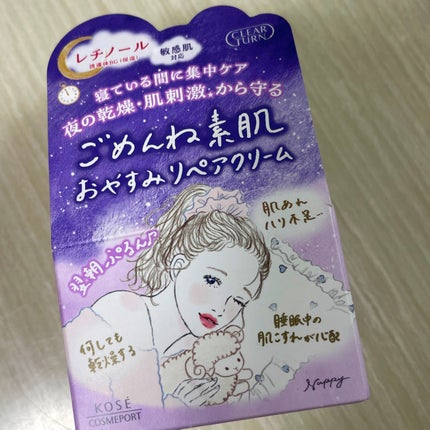 レチノール
誘導体BG(保湿)
敏感肌
対応
CLEAR
TURN
寝ている間に集中ケア
夜の乾燥・肌刺激*から守る
ごめんね素肌
おやすみリペアクリーム
肌あれ
ハリ不足…
翌朝ぷるん♪
何しても
乾燥する
睡眠中の
肌こすれが心配
KOSÉ
COSMEPORT